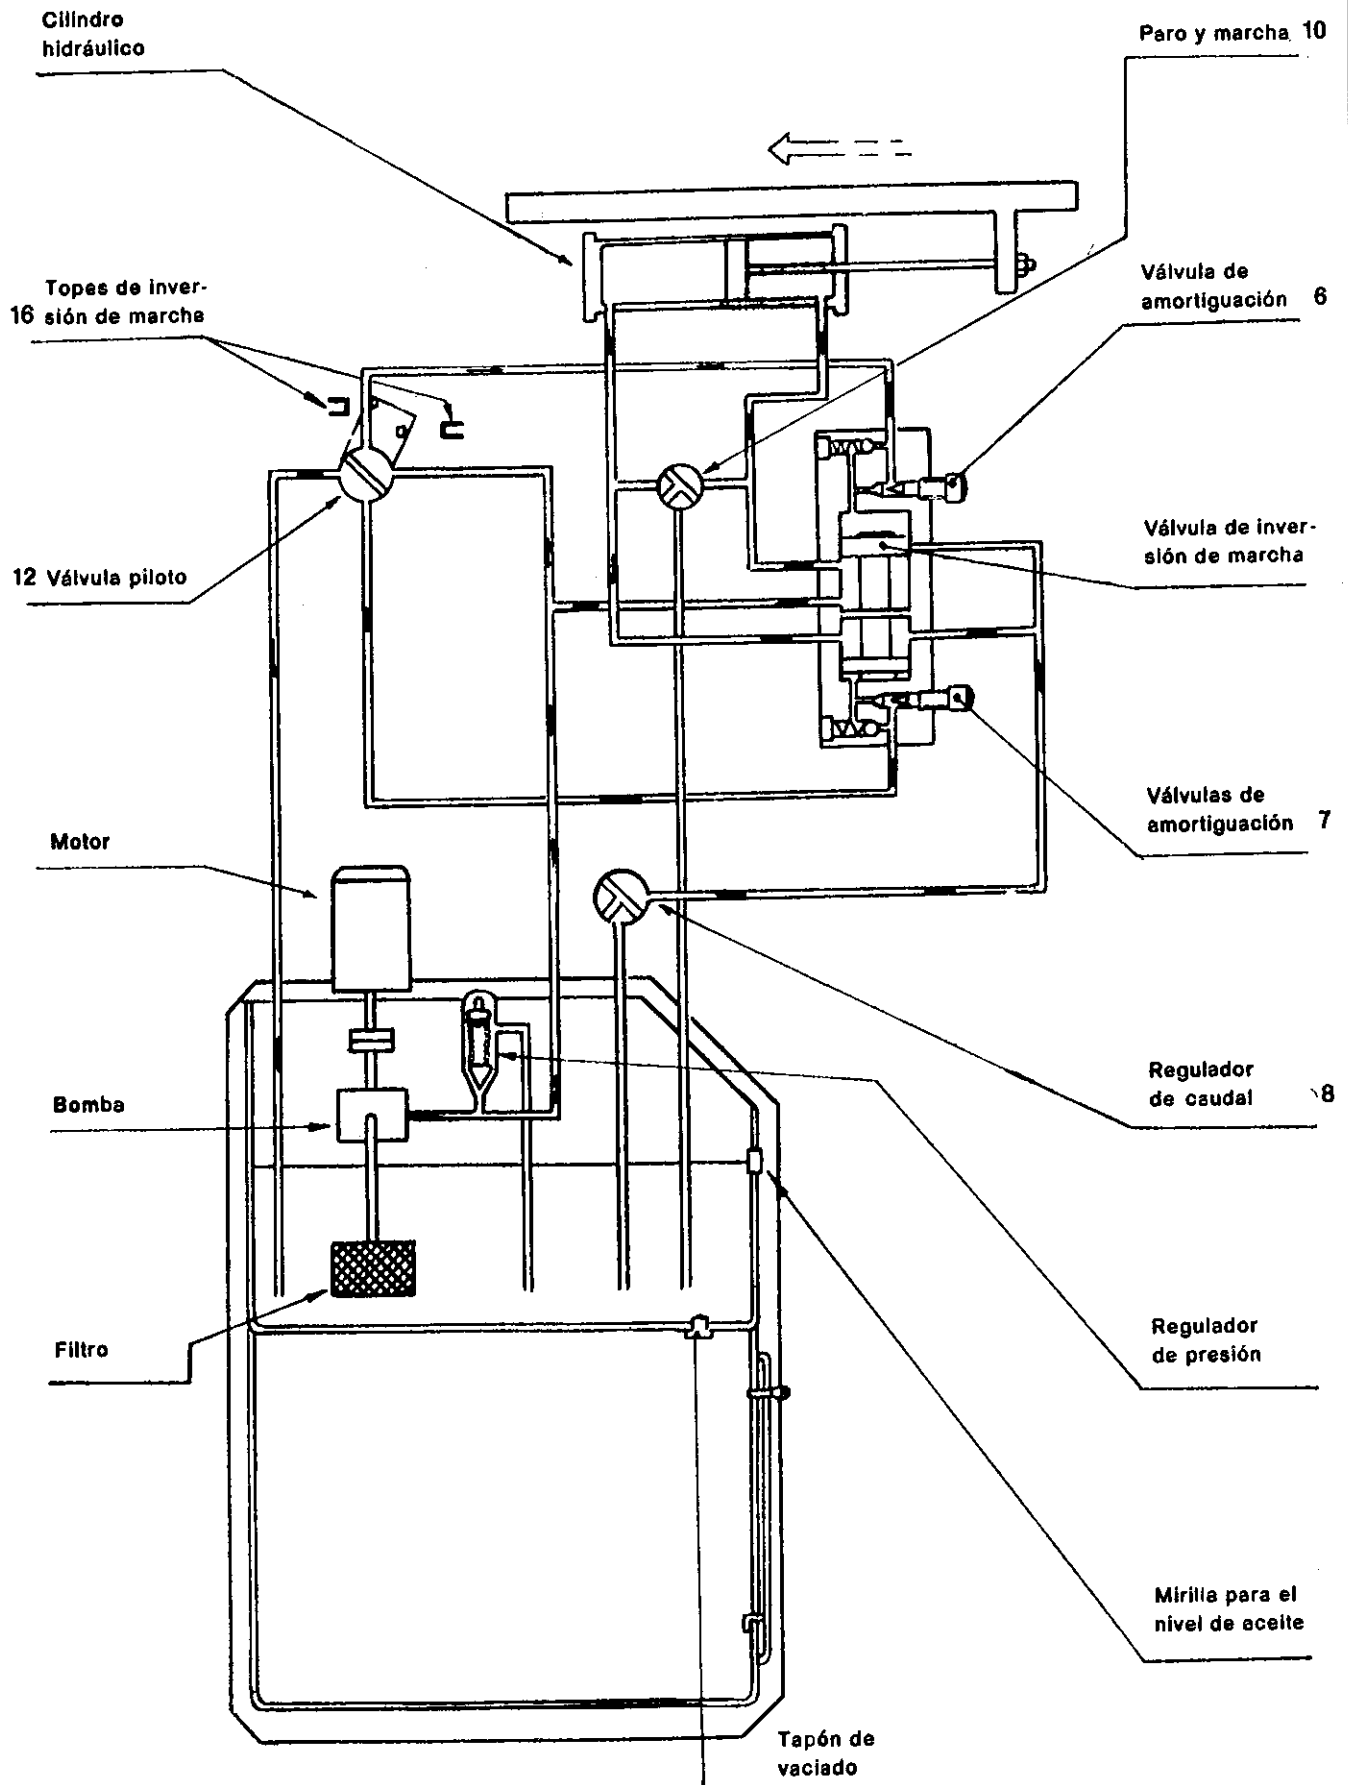 Cilindro
hidráulico
Paro y marcha 10
Topes de inver-
16 sión de marcha
Válvula de
amortiguación 6
12 Válvula piloto
Válvula de inver-
sión de marcha
Válvulas de
amortiguación 7
Motor
Bomba
Regulador
de caudal 8
Filtro
Regulador
de presión
Mirilla para el
nivel de aceite
Tapón de
vaciado